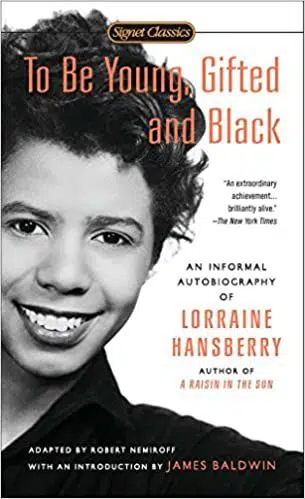 Signet Classics
To Be Young, Gifted
and Black
"An extraordinary
achievement...
brilliantly alive."
—The New York Times
AN INFORMAL
AUTOBIOGRAPHY
OF
LORRAINE
HANSBERRY
AUTHOR OF
A RAISIN IN THE SUN
ADAPTED BY ROBERT NEMIROFF
WITH AN INTRODUCTION BY JAMES BALDWIN